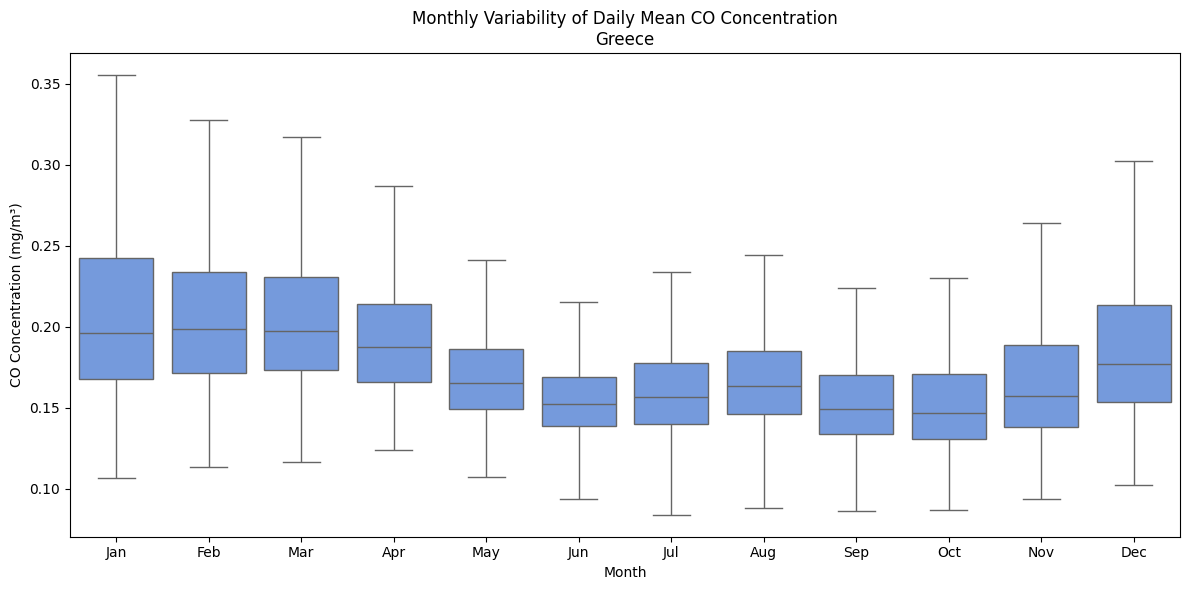 Monthly Variability of Daily Mean CO Concentration
Greece
CO Concentration (mg/m³)
0.35
0.30
0.25
0.20
0.15
0.10
Jan Feb Mar Apr May Jun Jul Aug Sep Oct Nov Dec
Month